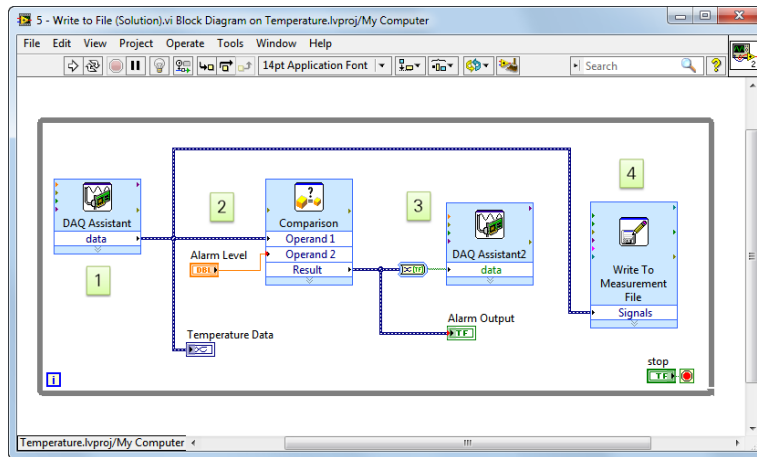 5 - Write to File (Solution).vi Block Diagram on Temperature.lvproj/My Computer
File Edit View Project Operate Tools Window Help
14pt Application Font
Search
?
2
4
2
3
DAQ Assistant
data
1
Comparison
Operand 1
Operand 2
Result
Alarm Level
DBL
DAQ Assistant2
data
TF
Write To
Measurement
File
Signals
Temperature Data
Alarm Output
TF
stop
TF
i
Temperature.lvproj/My Computer